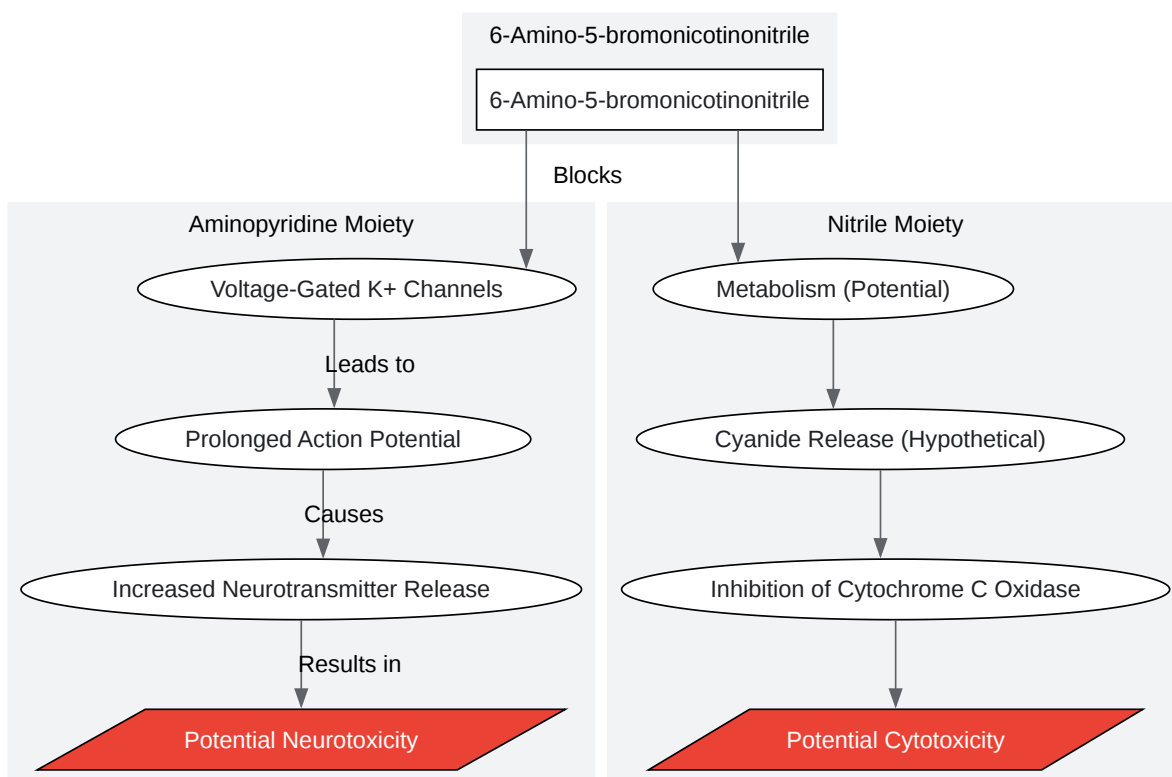 6-Amino-5-bromonicotinonitrile
6-Amino-5-bromonicotinonitrile
Blocks
Aminopyridine Moiety
Nitrile Moiety
Voltage-Gated K+ Channels
Metabolism (Potential)
Leads to
Prolonged Action Potential
Cyanide Release (Hypothetical)
Causes
Increased Neurotransmitter Release
Inhibition of Cytochrome C Oxidase
Results in
Potential Neurotoxicity
Potential Cytotoxicity